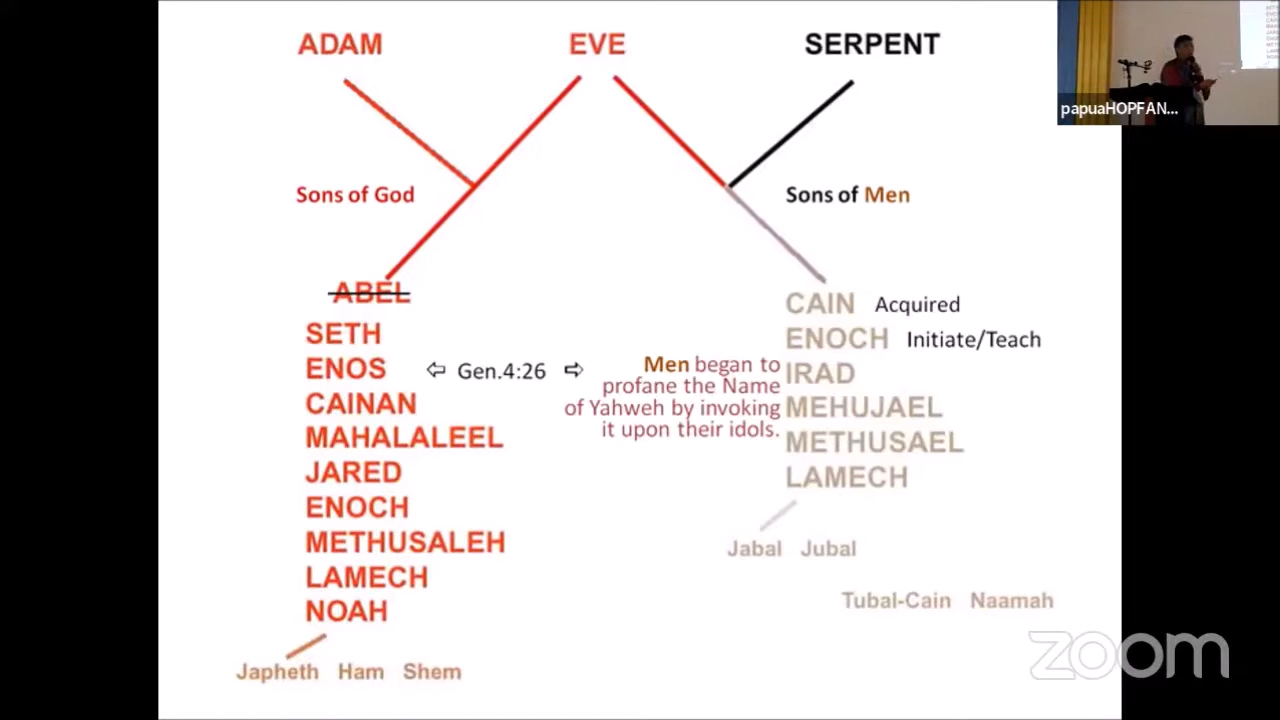 ADAM EVE SERPENT
papuaHOPFAN...
Sons of God Sons of Men
ABEL
SETH
ENOS
CAINAN
MAHALALEEL
JARED
ENOCH
METHUSALEH
LAMECH
NOAH
Japheth Ham Shem
⇦ Gen.4:26 ⇨
Men began to
profane the Name
of Yahweh by invoking
it upon their idols.
CAIN Acquired
ENOCH Initiate/Teach
IRAD
MEHUJAEL
METHUSAEL
LAMECH
Jabal Jubal
Tubal-Cain Naamah
zoom